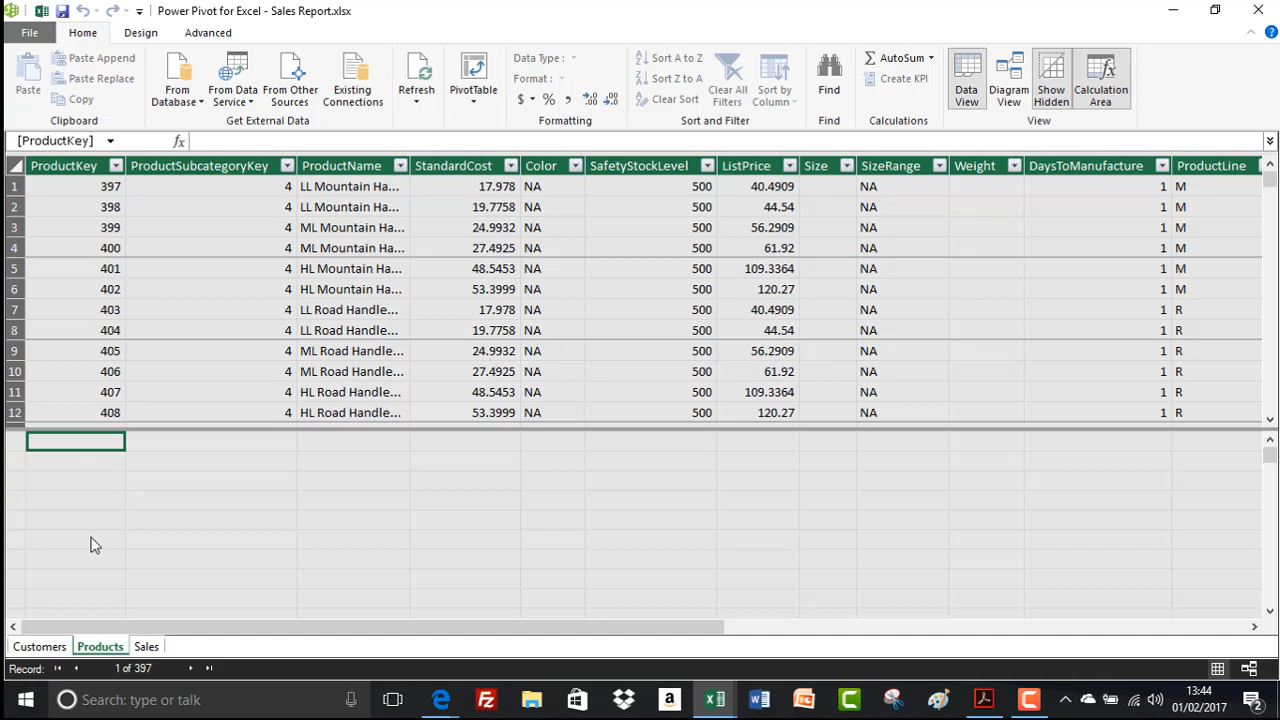 Power Pivot for Excel - Sales Report.xlsx
File Home Design Advanced
Paste
Paste Append
Paste Replace
Copy
Clipboard
From Database
From Data Service
From Other Sources
Existing Connections
Get External Data
Refresh
PivotTable
Data Type :
Format :
$ % ,
Formatting
Sort A to Z
Sort Z to A
Clear Sort
Clear All Filters
Sort by Column
Sort and Filter
Find
Find
AutoSum
Create KPI
Calculations
Data View
Diagram View
Show Hidden
Calculation Area
View
[ProductKey] fx
ProductKey ProductSubcategoryKey ProductName StandardCost Color SafetyStockLevel ListPrice Size SizeRange Weight DaysToManufacture ProductLine
1 397 4 LL Mountain Ha... 17.978 NA 500 40.4909 NA 1 M
2 398 4 LL Mountain Ha... 19.7758 NA 500 44.54 NA 1 M
3 399 4 ML Mountain Ha... 24.9932 NA 500 56.2909 NA 1 M
4 400 4 ML Mountain Ha... 27.4925 NA 500 61.92 NA 1 M
5 401 4 HL Mountain Ha... 48.5453 NA 500 109.3364 NA 1 M
6 402 4 HL Mountain Ha... 53.3999 NA 500 120.27 NA 1 M
7 403 4 LL Road Handle... 17.978 NA 500 40.4909 NA 1 R
8 404 4 LL Road Handle... 19.7758 NA 500 44.54 NA 1 R
9 405 4 ML Road Handle... 24.9932 NA 500 56.2909 NA 1 R
10 406 4 ML Road Handle... 27.4925 NA 500 61.92 NA 1 R
11 407 4 HL Road Handle... 48.5453 NA 500 109.3364 NA 1 R
12 408 4 HL Road Handle... 53.3999 NA 500 120.27 NA 1 R
Customers Products Sales
Record: 1 of 397
Search: type or talk
13:44
01/02/2017
2